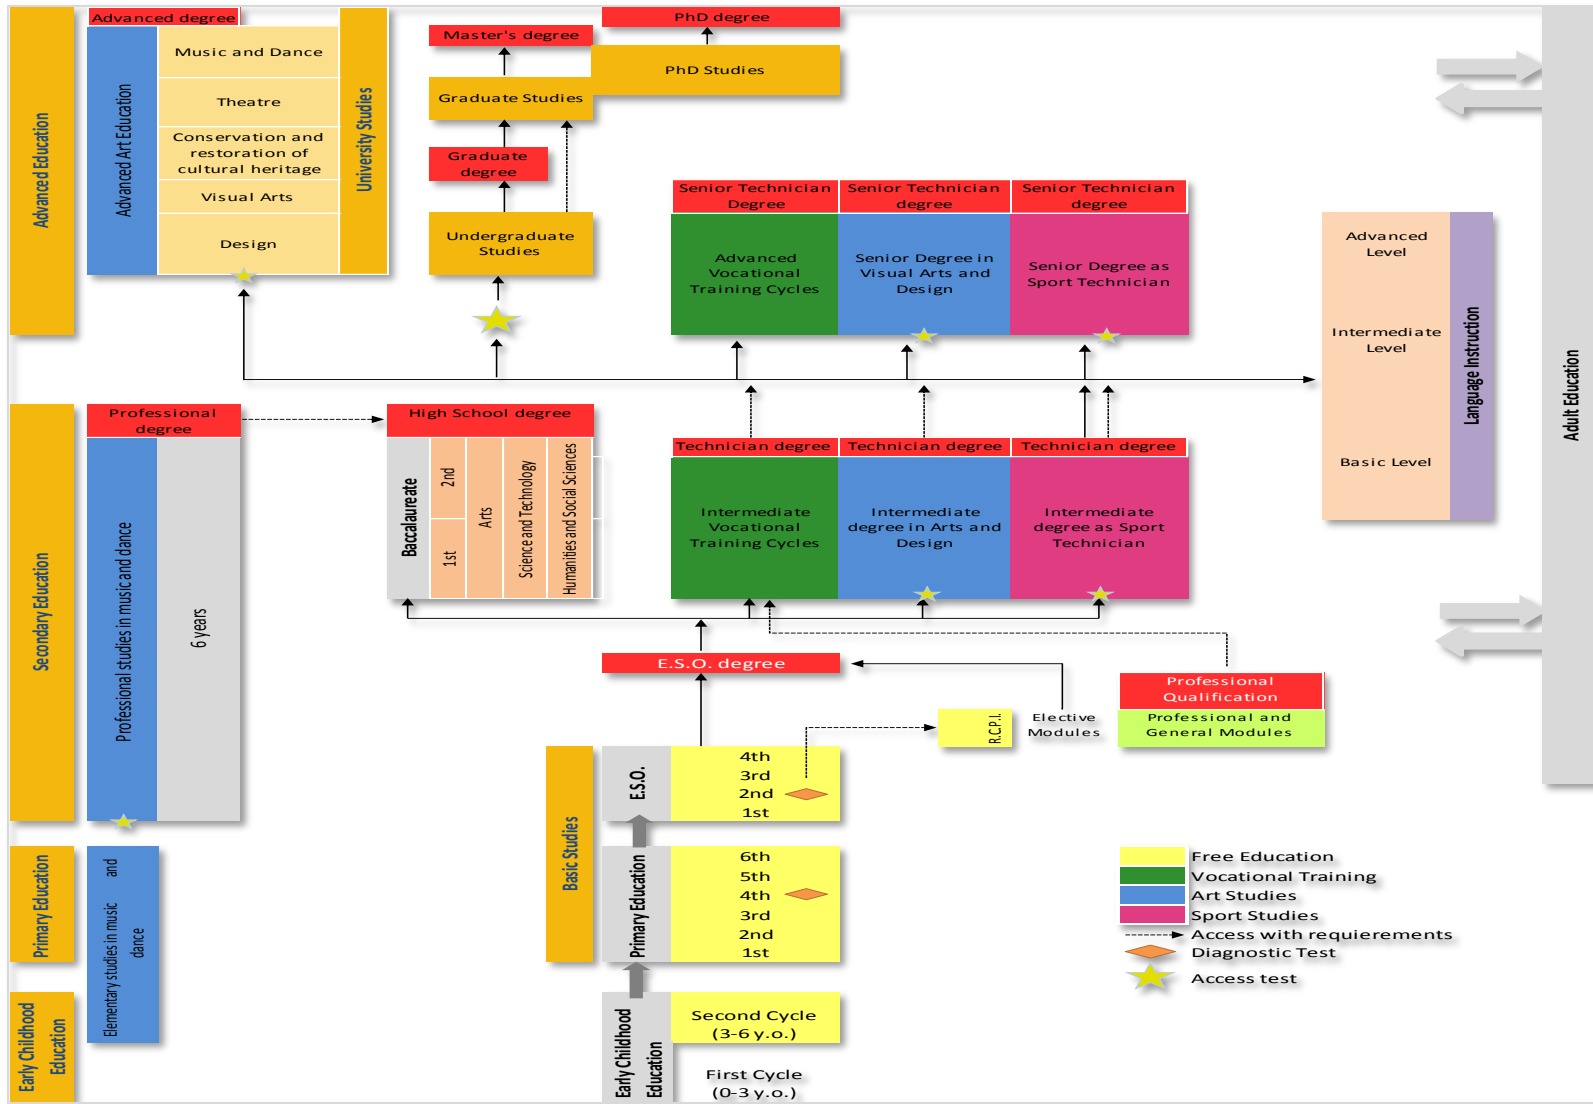 Advanced Education
Advanced degree
Advanced Art Education
Music and Dance
Theatre
Conservation and
restoration of
cultural heritage
Visual Arts
Design
University Studies
Master's degree
Graduate Studies
Graduate
degree
Undergraduate
Studies
PhD degree
PhD Studies
Senior Technician
Degree
Senior Technician
degree
Senior Technician
degree
Advanced
Vocational
Training Cycles
Senior Degree in
Visual Arts and
Design
Senior Degree as
Sport Technician
Advanced
Level
Intermediate
Level
Basic Level
Language Instruction
Adult Education
Secondary Education
Professional
degree
Professional studies in music and dance
6 years
High School degree
Baccalaureate
1st
2nd
Arts
Science and Technology
Humanities and Social Sciences
Technician degree
Technician degree
Technician degree
Intermediate
Vocational
Training Cycles
Intermediate
degree in Arts and
Design
Intermediate
degree as Sport
Technician
E.S.O. degree
R.C.P.I.
Elective
Modules
Professional
Qualification
Professional and
General Modules
Basic Studies
E.S.O.
4th
3rd
2nd
1st
Primary Education
Elementary studies in music and
dance
Primary Education
6th
5th
4th
3rd
2nd
1st
Early Childhood
Education
Early Childhood
Education
Second Cycle
(3-6 y.o.)
First Cycle
(0-3 y.o.)
Free Education
Vocational Training
Art Studies
Sport Studies
Access with requierements
Diagnostic Test
Access test